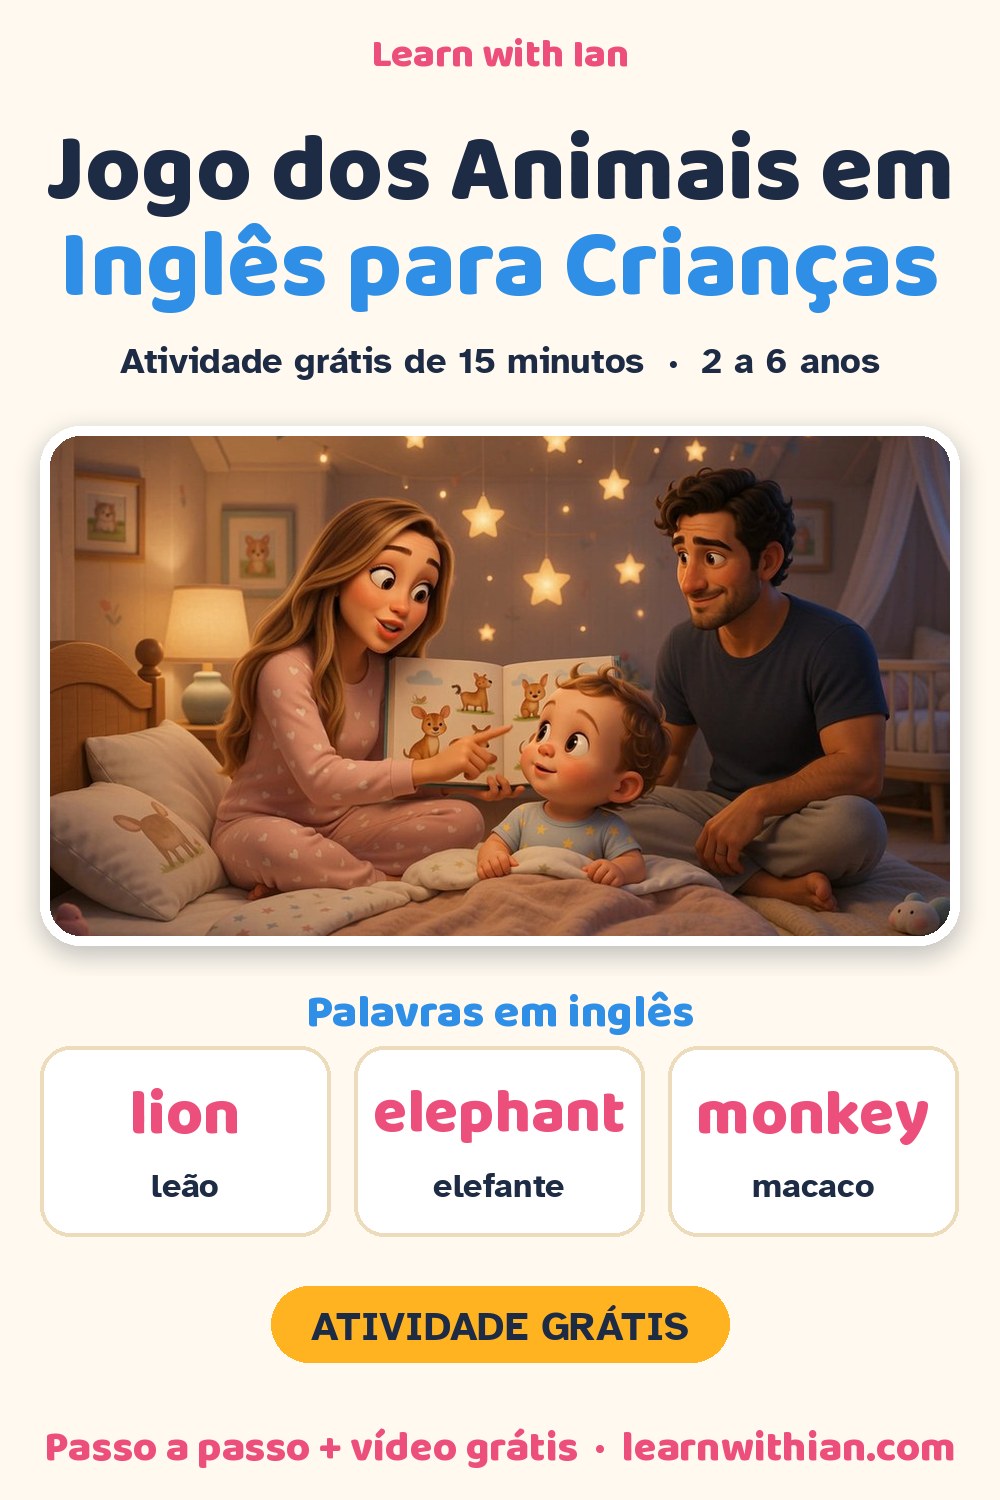 Learn with Ian
Jogo dos Animais em
Inglês para Crianças
Atividade grátis de 15 minutos · 2 a 6 anos
Palavras em inglês
lion
leão
elephant
elefante
monkey
macaco
ATIVIDADE GRÁTIS
Passo a passo + vídeo grátis · learnwithian.com